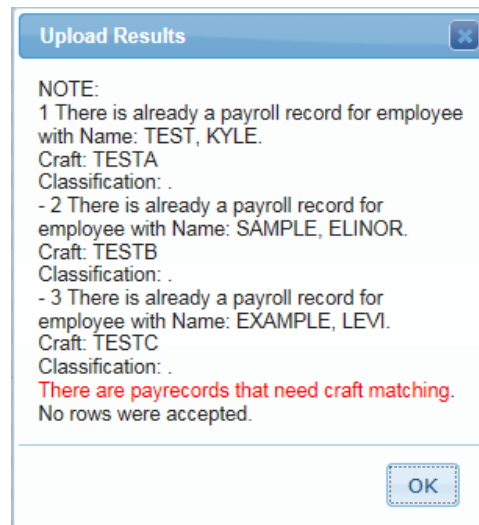 Upload Results
NOTE:
1 There is already a payroll record for employee
with Name: TEST, KYLE.
Craft: TESTA
Classification: .
- 2 There is already a payroll record for
employee with Name: SAMPLE, ELINOR.
Craft: TESTB
Classification: .
- 3 There is already a payroll record for
employee with Name: EXAMPLE, LEVI.
Craft: TESTC
Classification: .
There are payrecords that need craft matching.
No rows were accepted.
OK